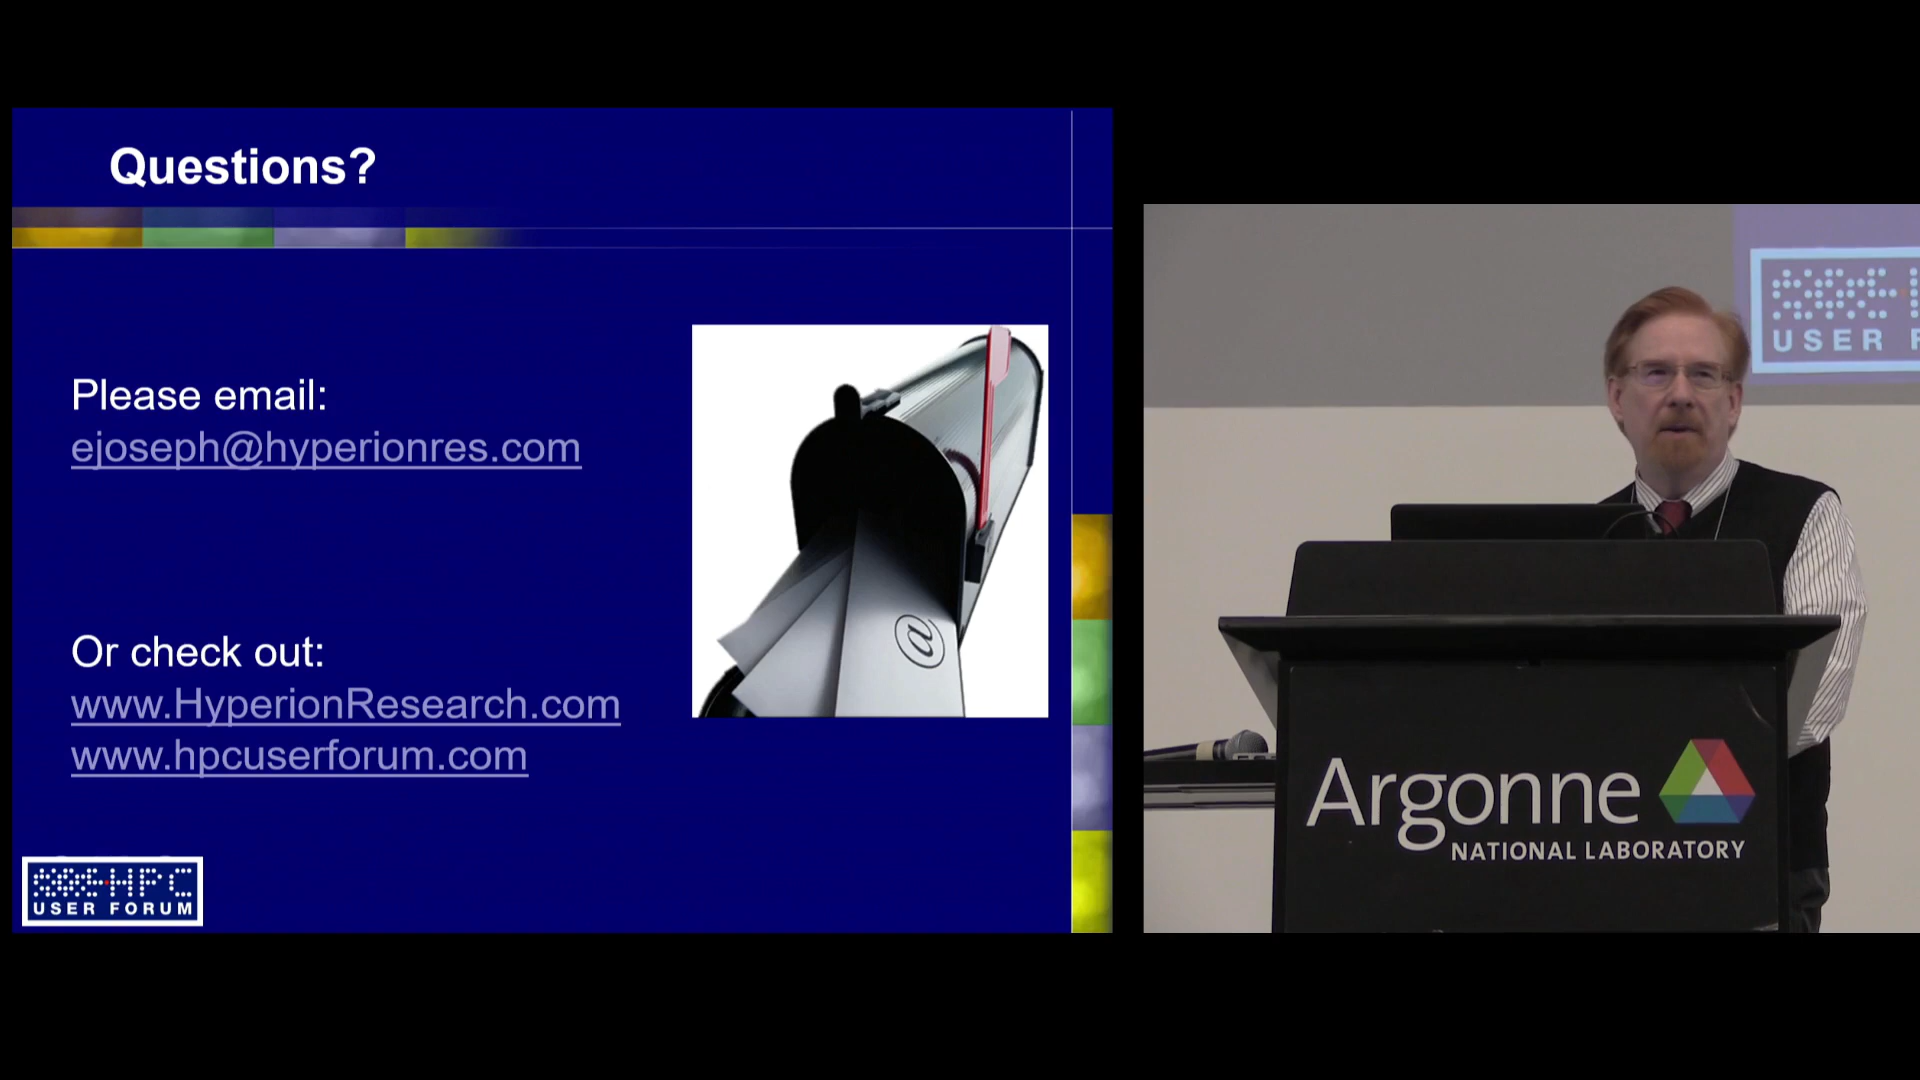 Questions?
Please email:
ejoseph@hyperionres.com
Or check out:
www.HyperionResearch.com
www.hpcuserforum.com
@
HPC
USER FORUM
USER F
Argonne
NATIONAL LABORATORY